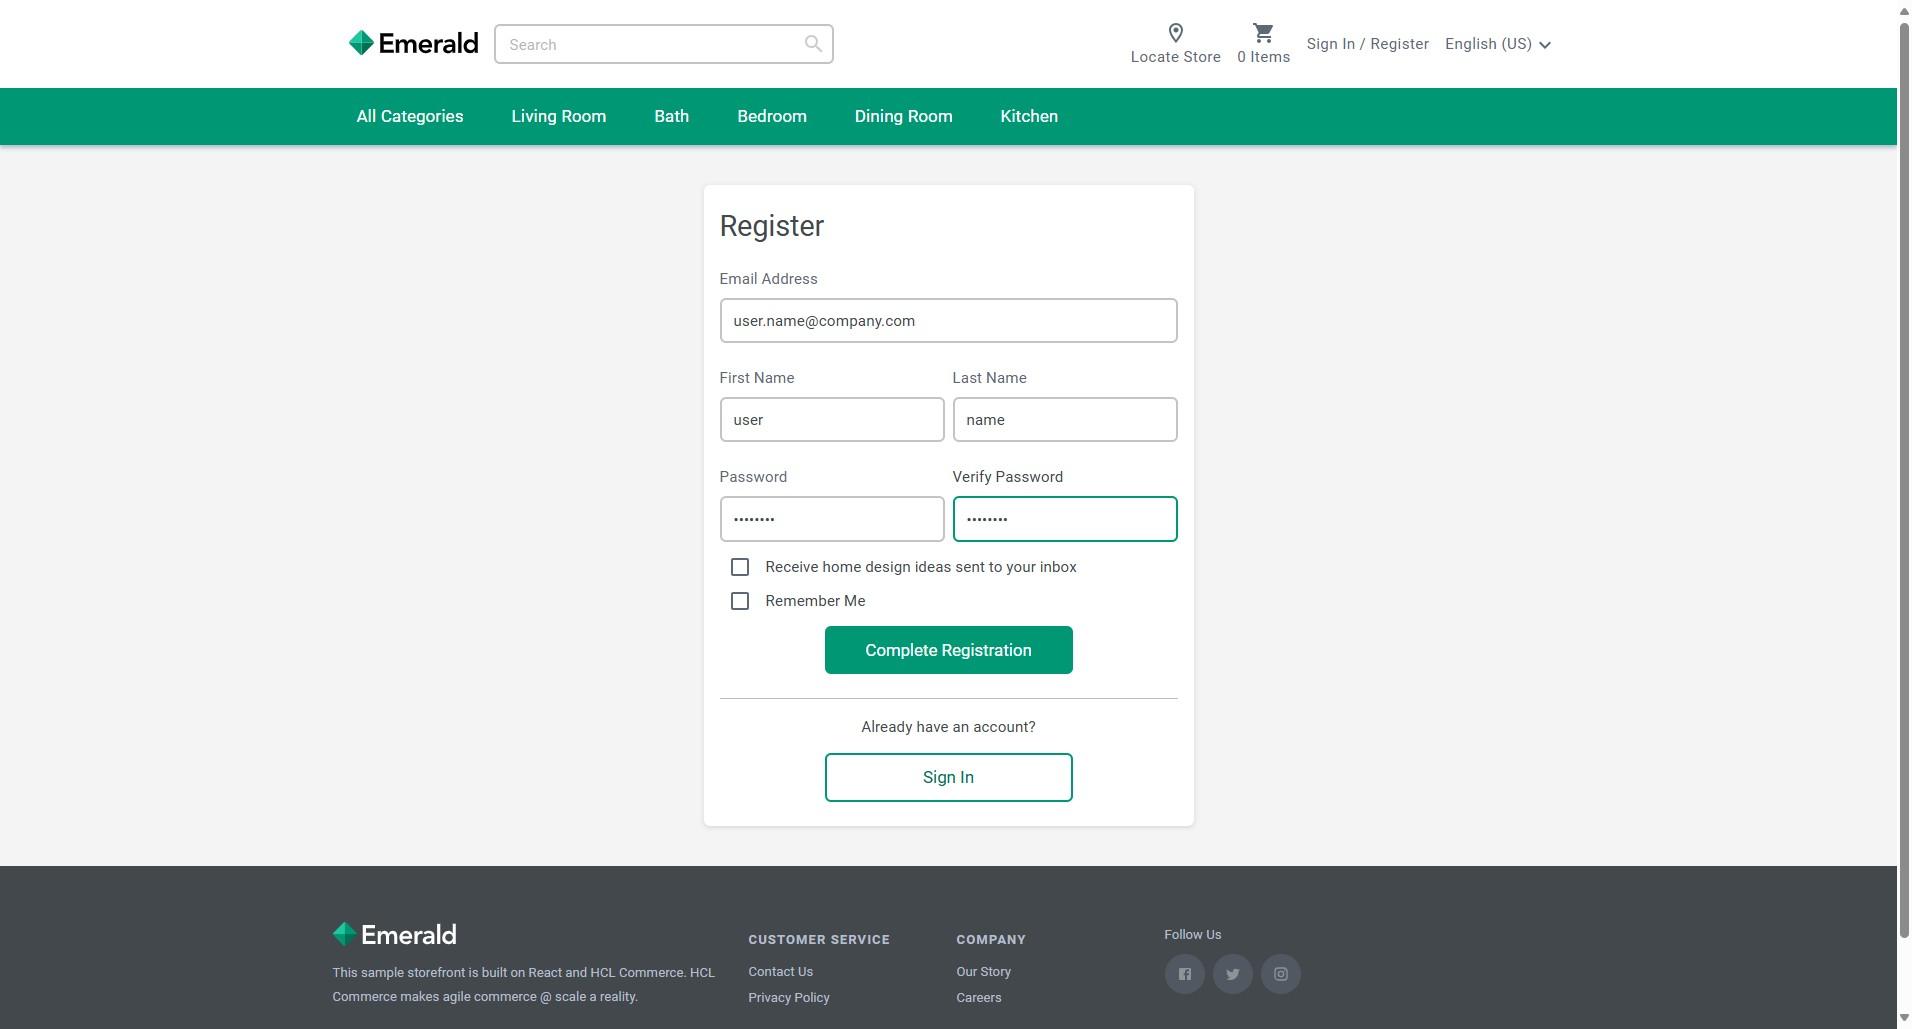 Emerald
Search
Locate Store
0 Items
Sign In / Register
English (US)
All Categories
Living Room
Bath
Bedroom
Dining Room
Kitchen
Register
Email Address
user.name@company.com
First Name
Last Name
user
name
Password
Verify Password
••••••••
••••••••
Receive home design ideas sent to your inbox
Remember Me
Complete Registration
Already have an account?
Sign In
Emerald
This sample storefront is built on React and HCL Commerce. HCL
Commerce makes agile commerce @ scale a reality.
CUSTOMER SERVICE
Contact Us
Privacy Policy
COMPANY
Our Story
Careers
Follow Us